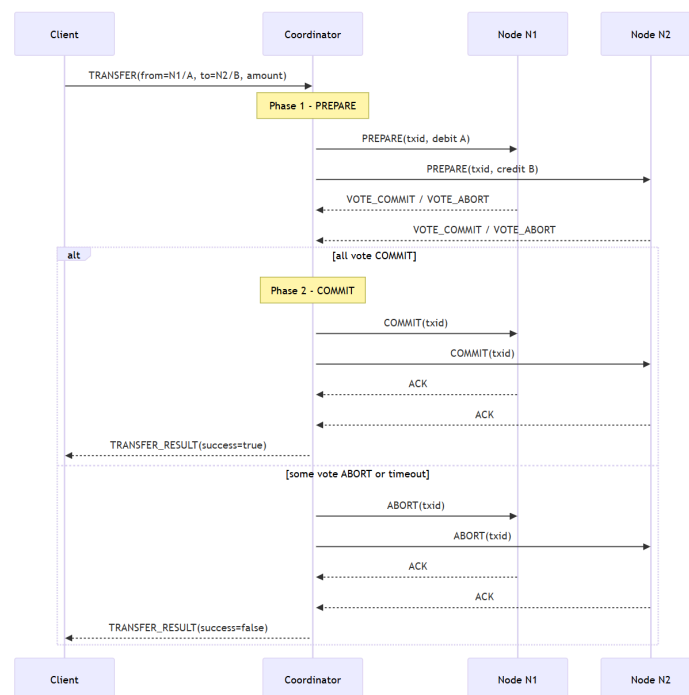 Client
Coordinator
Node N1
Node N2
TRANSFER(from=N1/A, to=N2/B, amount)
Phase 1 - PREPARE
PREPARE(txid, debit A)
PREPARE(txid, credit B)
VOTE_COMMIT / VOTE_ABORT
VOTE_COMMIT / VOTE_ABORT
alt
[all vote COMMIT]
Phase 2 - COMMIT
COMMIT(txid)
COMMIT(txid)
ACK
ACK
TRANSFER_RESULT(success=true)
[some vote ABORT or timeout]
ABORT(txid)
ABORT(txid)
ACK
ACK
TRANSFER_RESULT(success=false)
Client
Coordinator
Node N1
Node N2